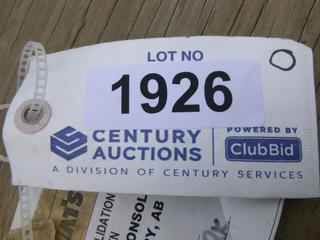 LOT NO
1926
CENTURY
AUCTIONS
POWERED BY
ClubBid
A DIVISION OF CENTURY SERVICES